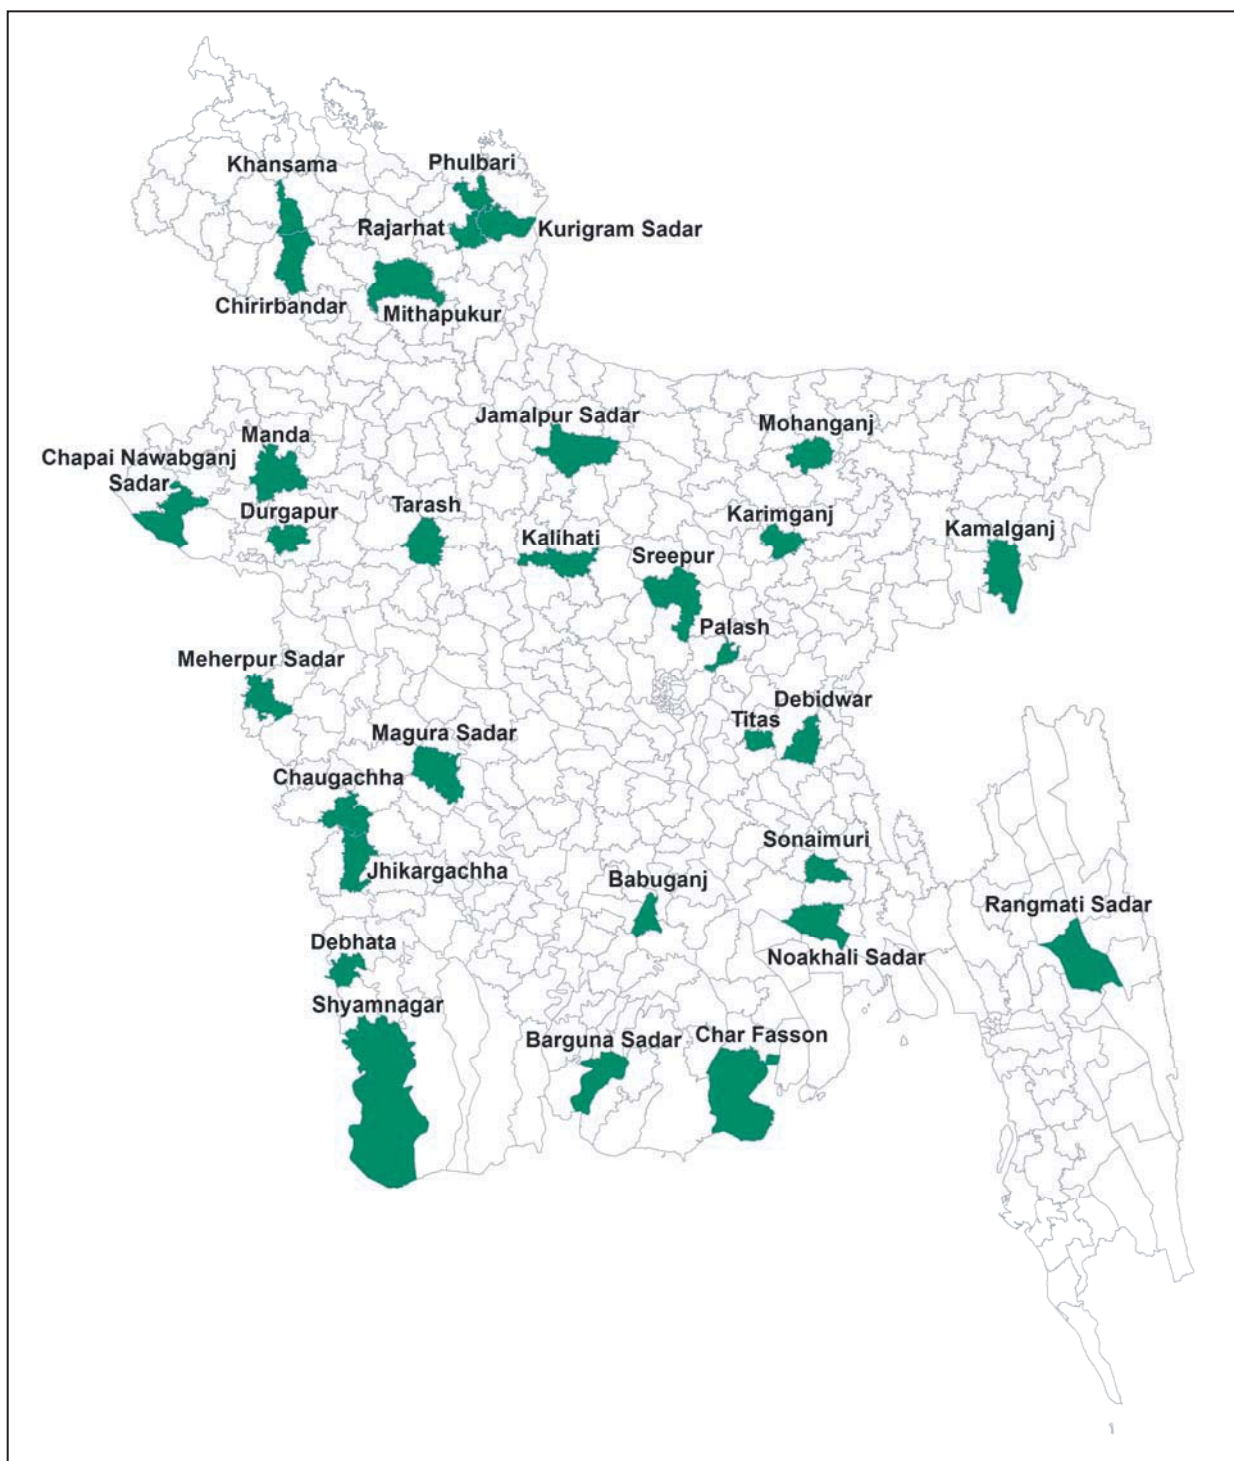 Phulbari
Khansama
Rajarhat
Kurigram Sadar
Chirirbandar
Mithapukur
Jamalpur Sadar
Mohanganj
Manda
Chapai Nawabganj
Sadar
Durgapur
Tarash
Karimganj
Kalihati
Kamalganj
Sreepur
Palash
Meherpur Sadar
Debidwar
Titas
Magura Sadar
Chaugachha
Sonaimuri
Jhikargachha
Babuganj
Rangmati Sadar
Debhata
Noakhali Sadar
Shyamnagar
Char Fasson
Barguna Sadar